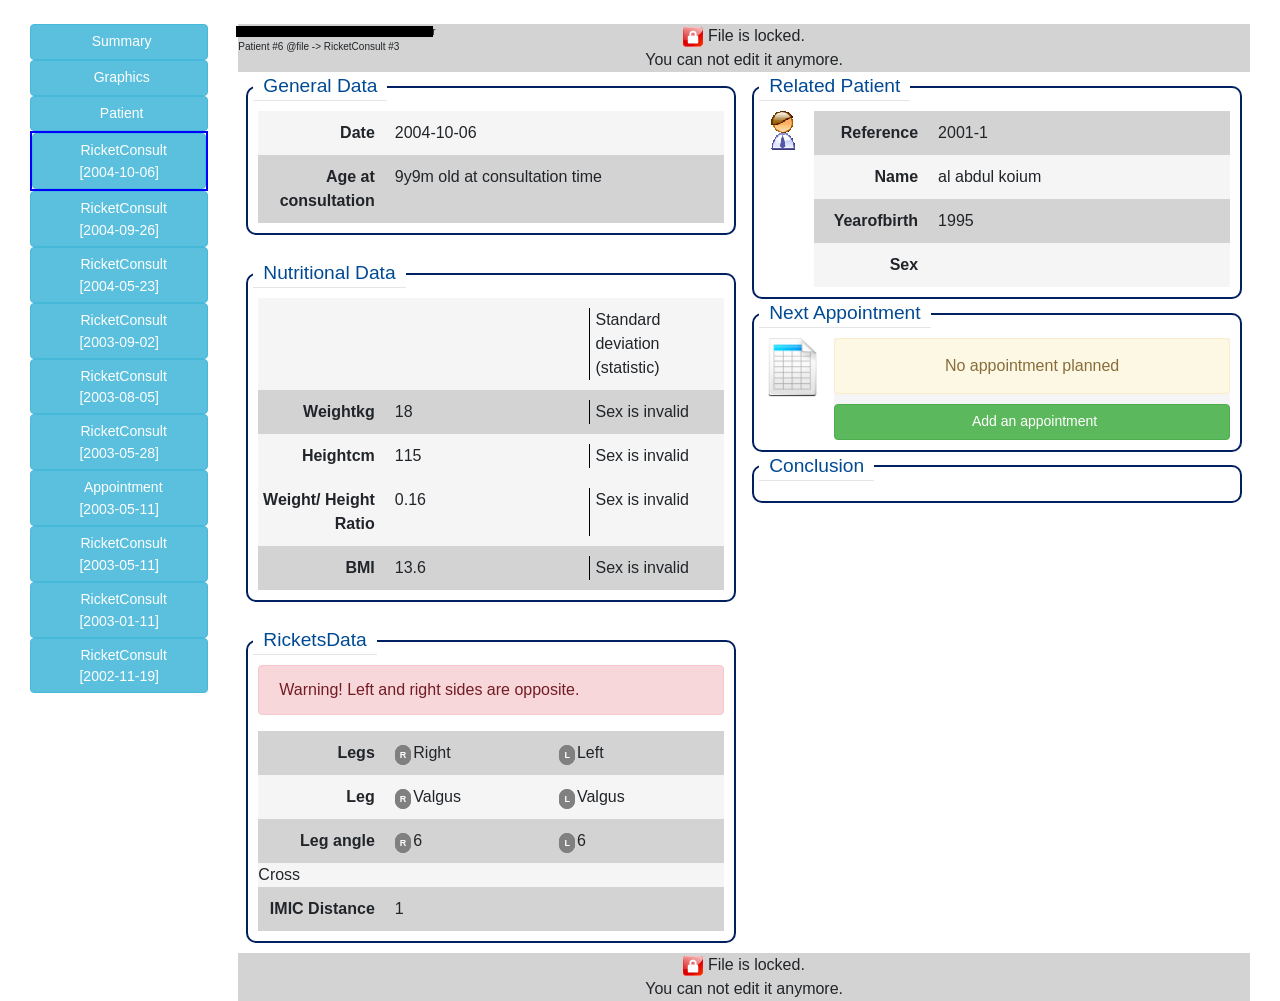 Summary
Graphics
Patient
RicketConsult
[2004-10-06]
RicketConsult
[2004-09-26]
RicketConsult
[2004-05-23]
RicketConsult
[2003-09-02]
RicketConsult
[2003-08-05]
RicketConsult
[2003-05-28]
Appointment
[2003-05-11]
RicketConsult
[2003-05-11]
RicketConsult
[2003-01-11]
RicketConsult
[2002-11-19]
Patient #6 @file -> RicketConsult #3
File is locked.
You can not edit it anymore.
General Data
Date 2004-10-06
Age at 9y9m old at consultation time
consultation
Nutritional Data
Standard
deviation
(statistic)
Weightkg 18 Sex is invalid
Heightcm 115 Sex is invalid
Weight/ Height 0.16 Sex is invalid
Ratio
BMI 13.6 Sex is invalid
RicketsData
Warning! Left and right sides are opposite.
Legs R Right L Left
Leg R Valgus L Valgus
Leg angle R 6 L 6
Cross
IMIC Distance 1
Related Patient
Reference 2001-1
Name al abdul koium
Yearofbirth 1995
Sex
Next Appointment
No appointment planned
Add an appointment
Conclusion
File is locked.
You can not edit it anymore.